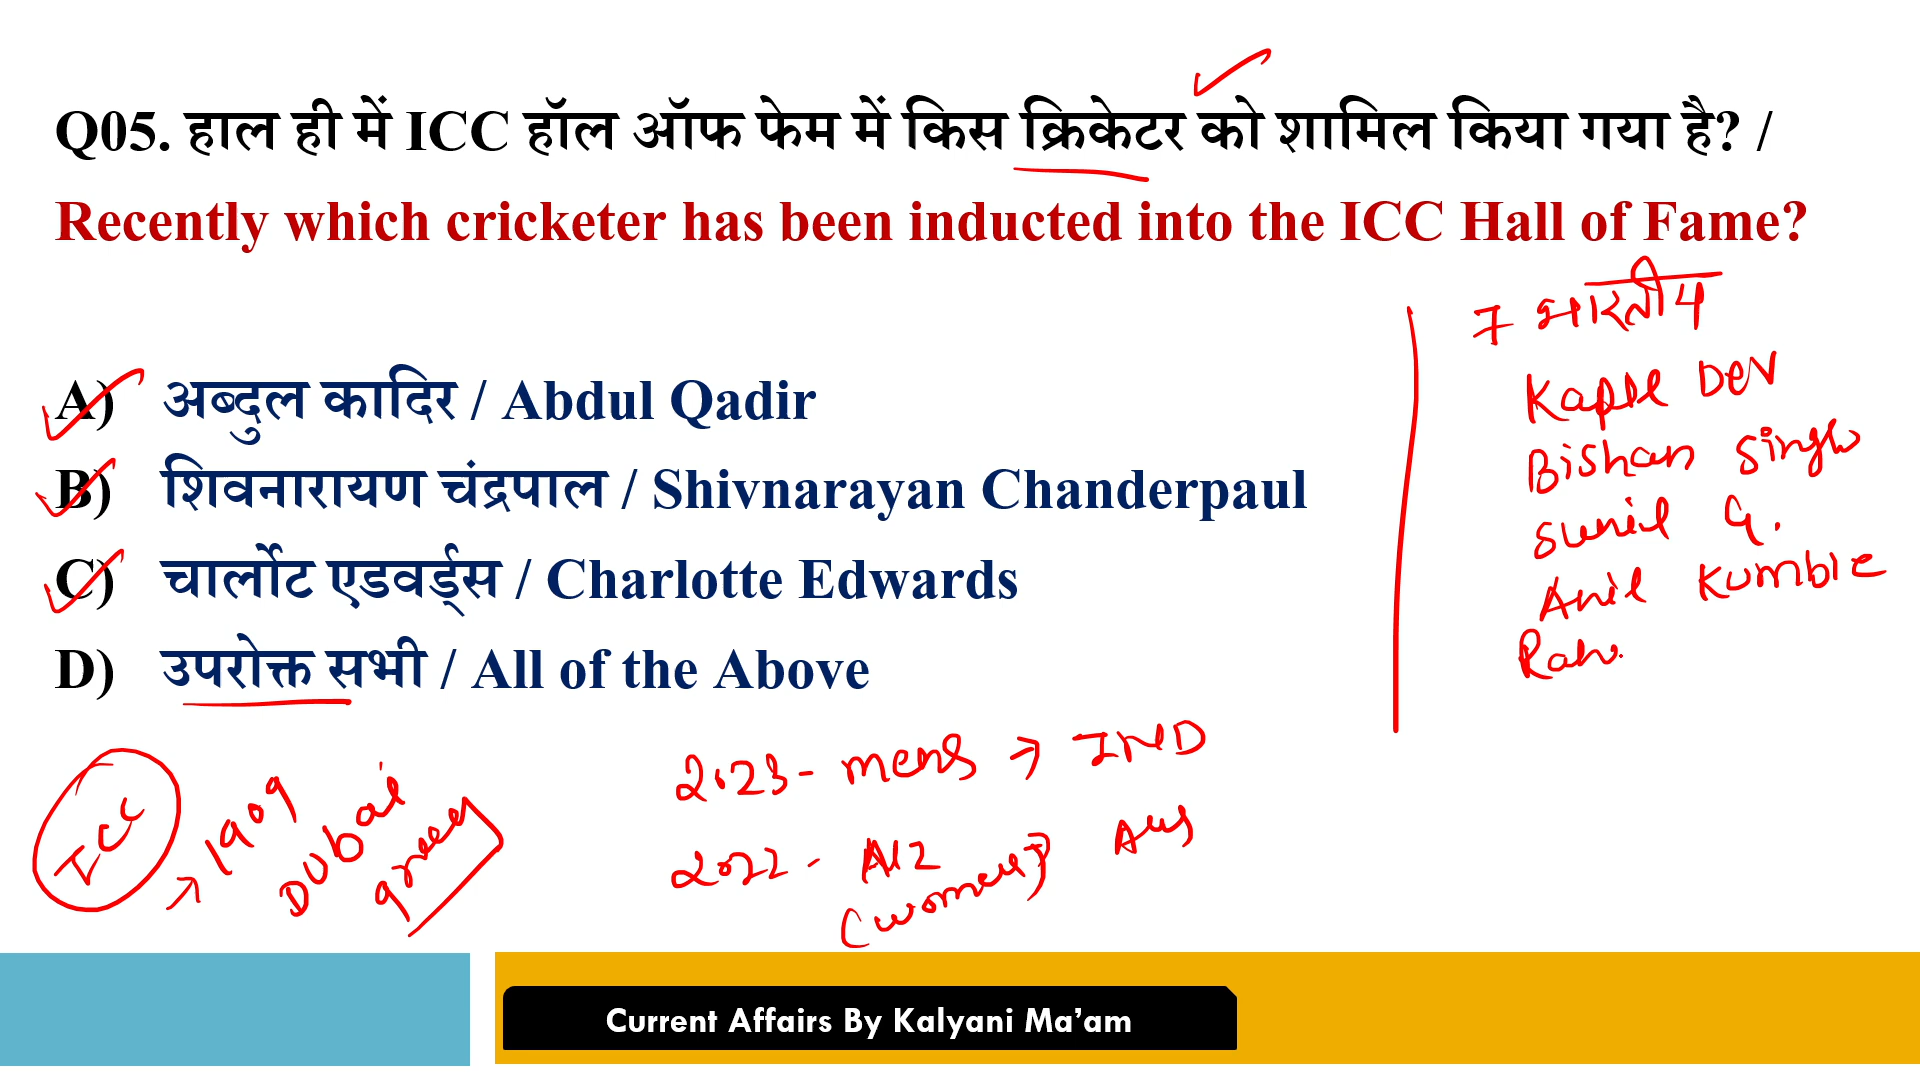 Q05. हाल ही में ICC हॉल ऑफ फेम में किस क्रिकेटर को शामिल किया गया है? /
Recently which cricketer has been inducted into the ICC Hall of Fame?
A) अब्दुल कादिर / Abdul Qadir
B) शिवनारायण चंद्रपाल / Shivnarayan Chanderpaul
C) चार्लोट एडवर्ड्स / Charlotte Edwards
D) उपरोक्त सभी / All of the Above
7 भारतीय
Kapil Dev
Bishan Singh
Sunil G.
Anil Kumble
Rah.
ICC
→ 1909
Dubai
2023 - mens → IND
2022 -
(women) Aus
Current Affairs By Kalyani Ma'am